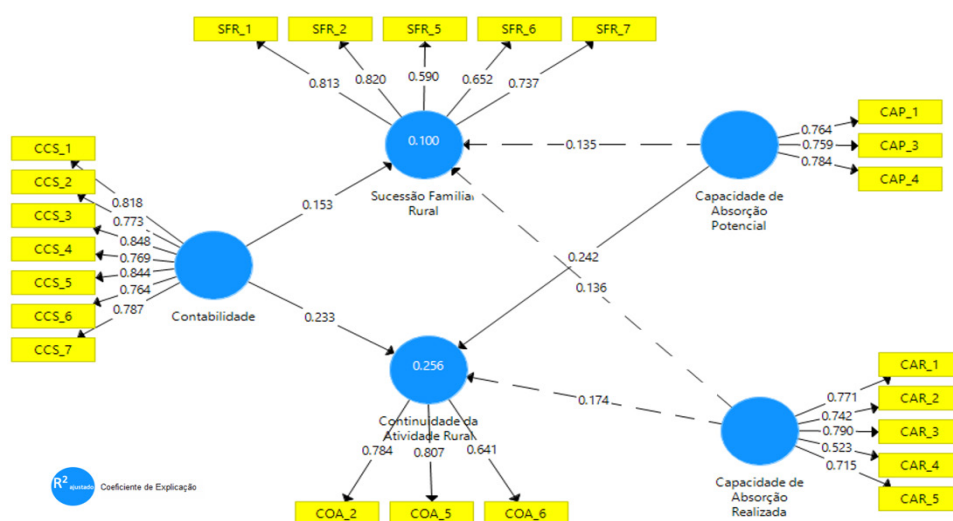 SFR_1
SFR_2
SFR_5
SFR_6
SFR_7
0.813
0.820
0.590
0.652
0.737
0.100
Sucessão Familiar
Rural
CCS_1
CCS_2
CCS_3
CCS_4
CCS_5
CCS_6
CCS_7
0.818
0.773
0.848
0.769
0.844
0.764
0.787
Contabilidade
0.153
0.233
0.135
0.242
0.136
0.174
CAP_1
CAP_3
CAP_4
0.764
0.759
0.784
Capacidade de
Absorção
Potencial
0.256
Continuidade da
Atividade Rural
0.784
0.807
0.641
COA_2
COA_5
COA_6
CAR_1
CAR_2
CAR_3
CAR_4
CAR_5
0.771
0.742
0.790
0.523
0.715
Capacidade de
Absorção
Realizada
R² ajustado
Coeficiente de Explicação